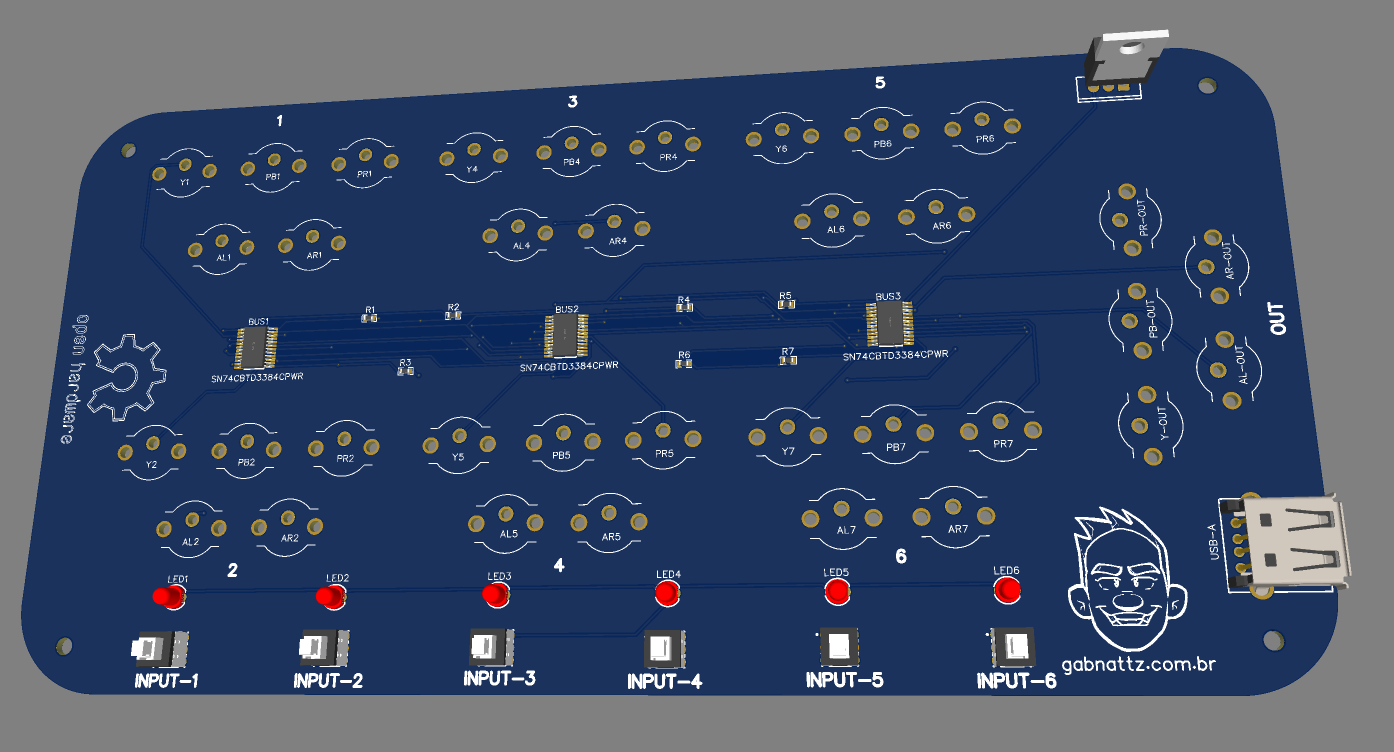 1
3
5
Y1
PB1
PR1
Y4
PB4
PR4
Y6
PB6
PR6
AL1
AR1
AL4
AR4
AL6
AR6
PR-OUT
AR-OUT
PB-OUT
AL-OUT
Y-OUT
OUT
R1
R2
R4
R5
BUS1
BUS2
BUS3
SN74CBTD3384CPWR
SN74CBTD3384CPWR
SN74CBTD3384CPWR
R3
R6
R7
open hardware
Y2
PB2
PR2
Y5
PB5
PR5
Y7
PB7
PR7
AL2
AR2
AL5
AR5
AL7
AR7
2
4
6
USB-A
LED1
LED2
LED3
LED4
LED5
LED6
INPUT-1
INPUT-2
INPUT-3
INPUT-4
INPUT-5
INPUT-6
gabnattz.com.br